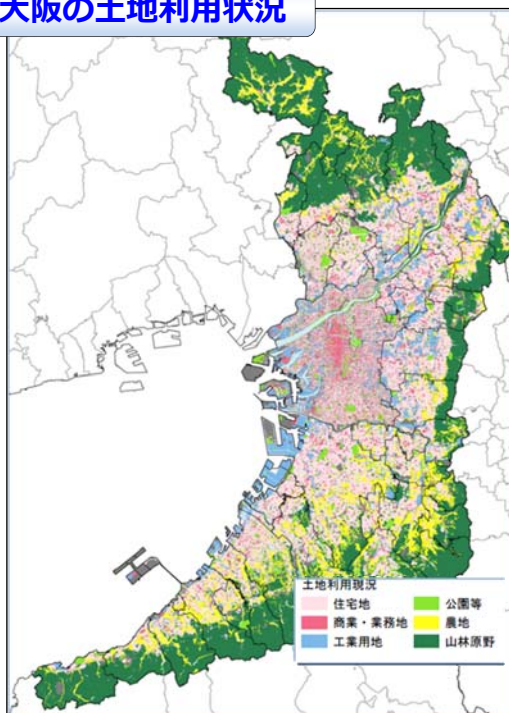 大阪の土地利用状況
土地利用現況
住宅地
公園等
商業・業務地
農地
工業用地
山林原野